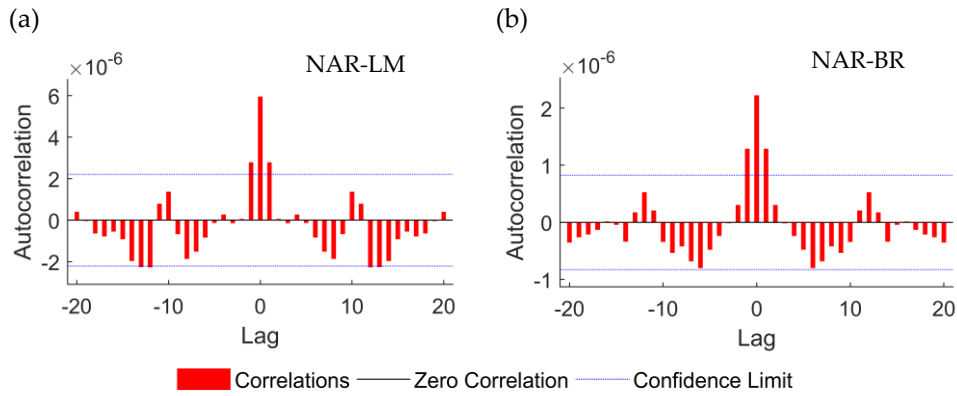 (a)
(b)
×10⁻⁶
NAR-LM
6
4
2
0
-2
Autocorrelation
-20
-10
0
10
20
Lag
×10⁻⁶
NAR-BR
2
1
0
-1
Autocorrelation
-20
-10
0
10
20
Lag
Correlations
Zero Correlation
Confidence Limit